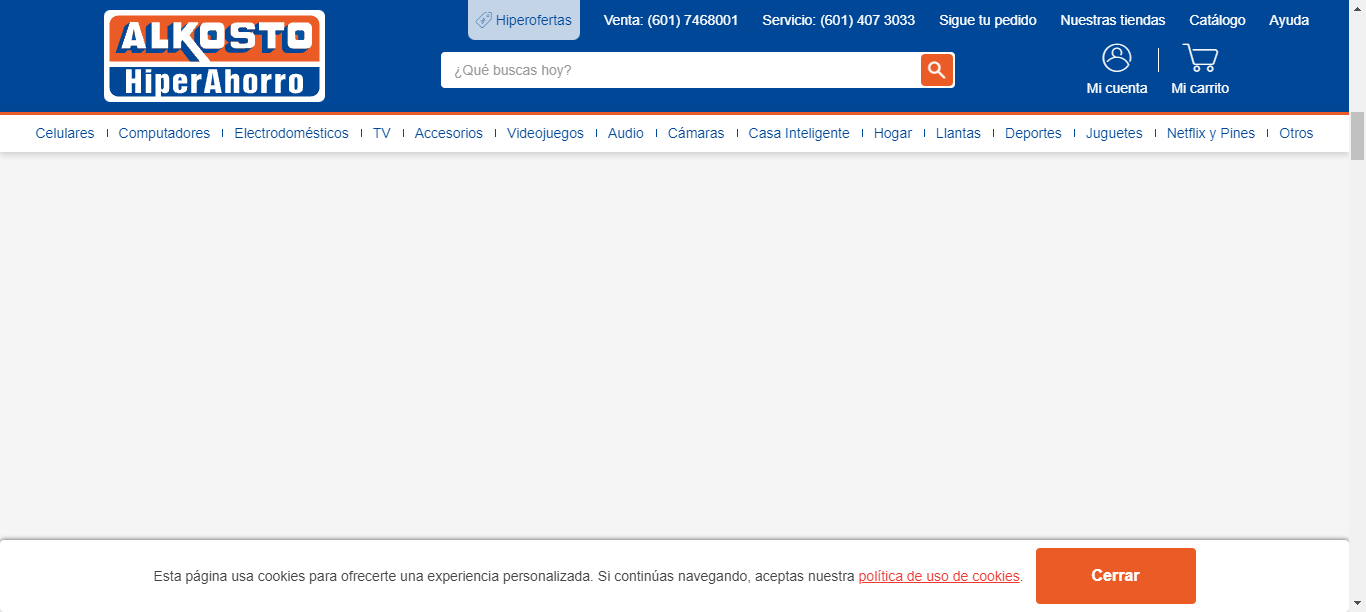 ALKOSTO
HiperAhorro
Hiperofertas Venta: (601) 7468001 Servicio: (601) 407 3033 Sigue tu pedido Nuestras tiendas Catálogo Ayuda
¿Qué buscas hoy?
Mi cuenta Mi carrito
Celulares Computadores Electrodomésticos TV Accesorios Videojuegos Audio Cámaras Casa Inteligente Hogar Llantas Deportes Juguetes Netflix y Pines Otros
Esta página usa cookies para ofrecerte una experiencia personalizada. Si continúas navegando, aceptas nuestra política de uso de cookies. Cerrar